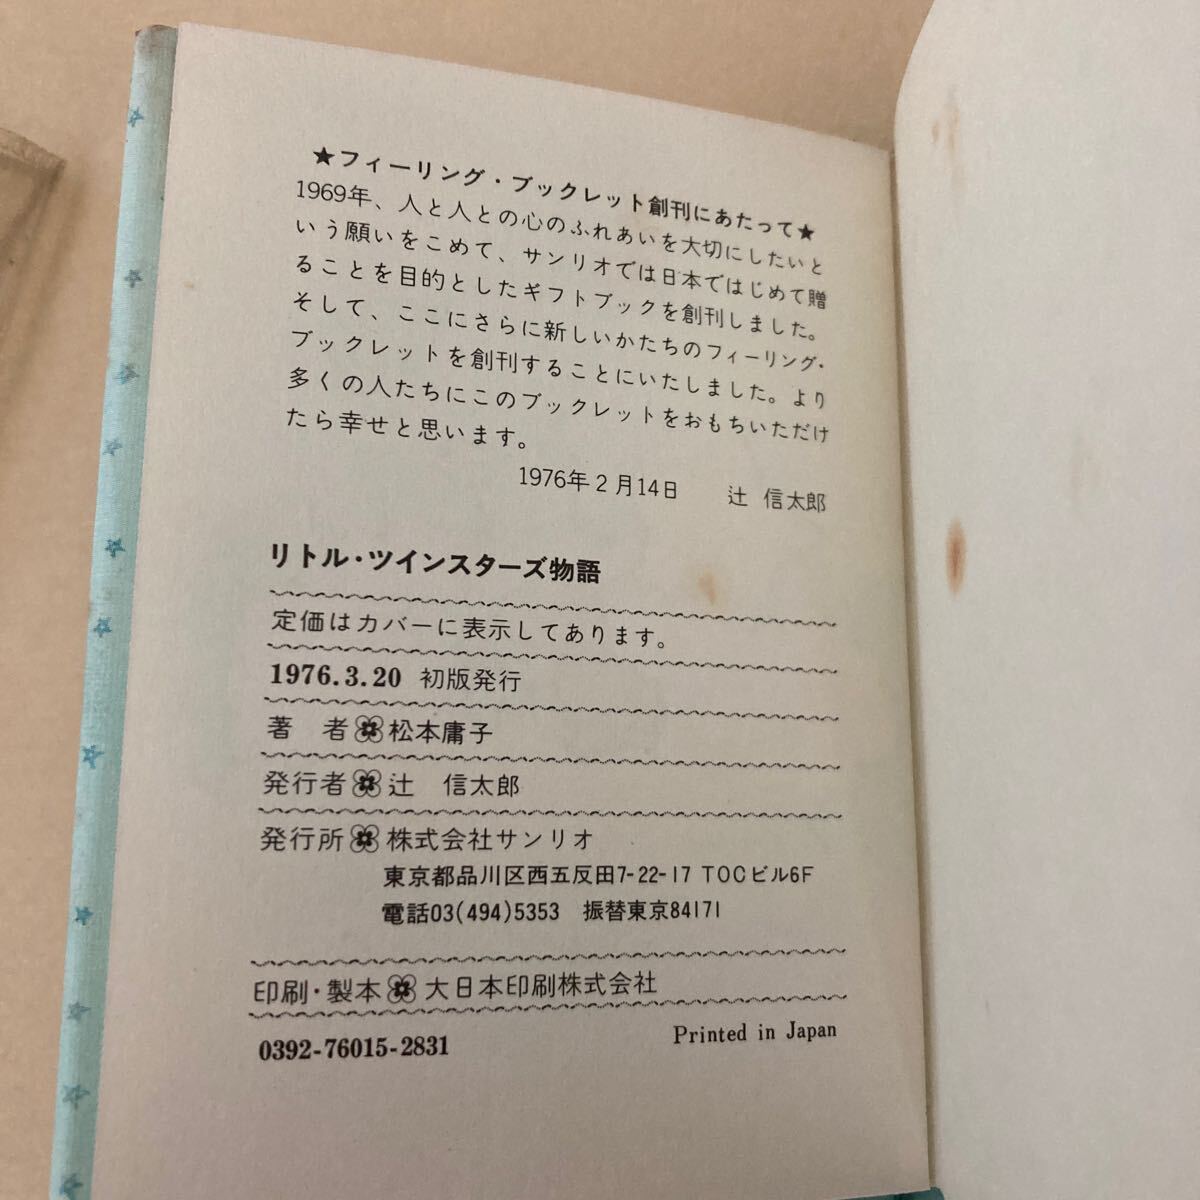 ★フィーリング・ブックレット創刊にあたって★
1969年、人と人との心のふれあいを大切にしたいと
いう願いをこめて、サンリオでは日本ではじめて贈
ることを目的としたギフトブックを創刊しました。
そして、ここにさらに新しいかたちのフィーリング・
ブックレットを創刊することにいたしました。より
多くの人たちにこのブックレットをおもちいただけ
たら幸せと思います。
1976年2月14日 辻 信太郎
リトル・ツインスターズ物語
定価はカバーに表示してあります。
1976.3.20 初版発行
著 者 松本庸子
発行者 辻 信太郎
発行所 株式会社サンリオ
東京都品川区西五反田7-22-17 TOCビル6F
電話03(494)5353 振替東京84171
印刷・製本 大日本印刷株式会社
0392-76015-2831 Printed in Japan